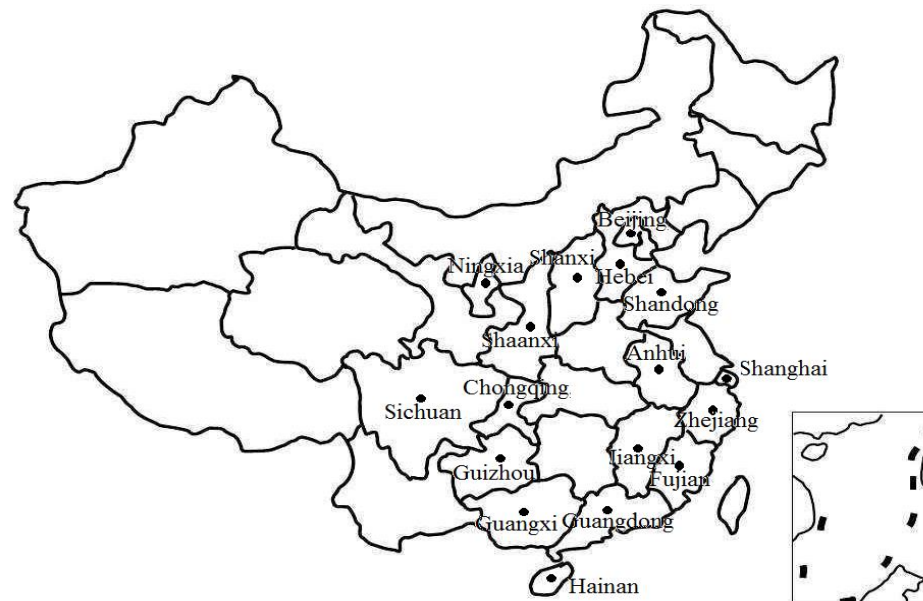 Beijing
Shanxi
Ningxia
Hebei
Shandong
Shaanxi
Anhui
Shanghai
Chongqing
Sichuan
Zhejiang
Jiangxi
Guizhou
Fujian
Guangxi
Guangdong
Hainan